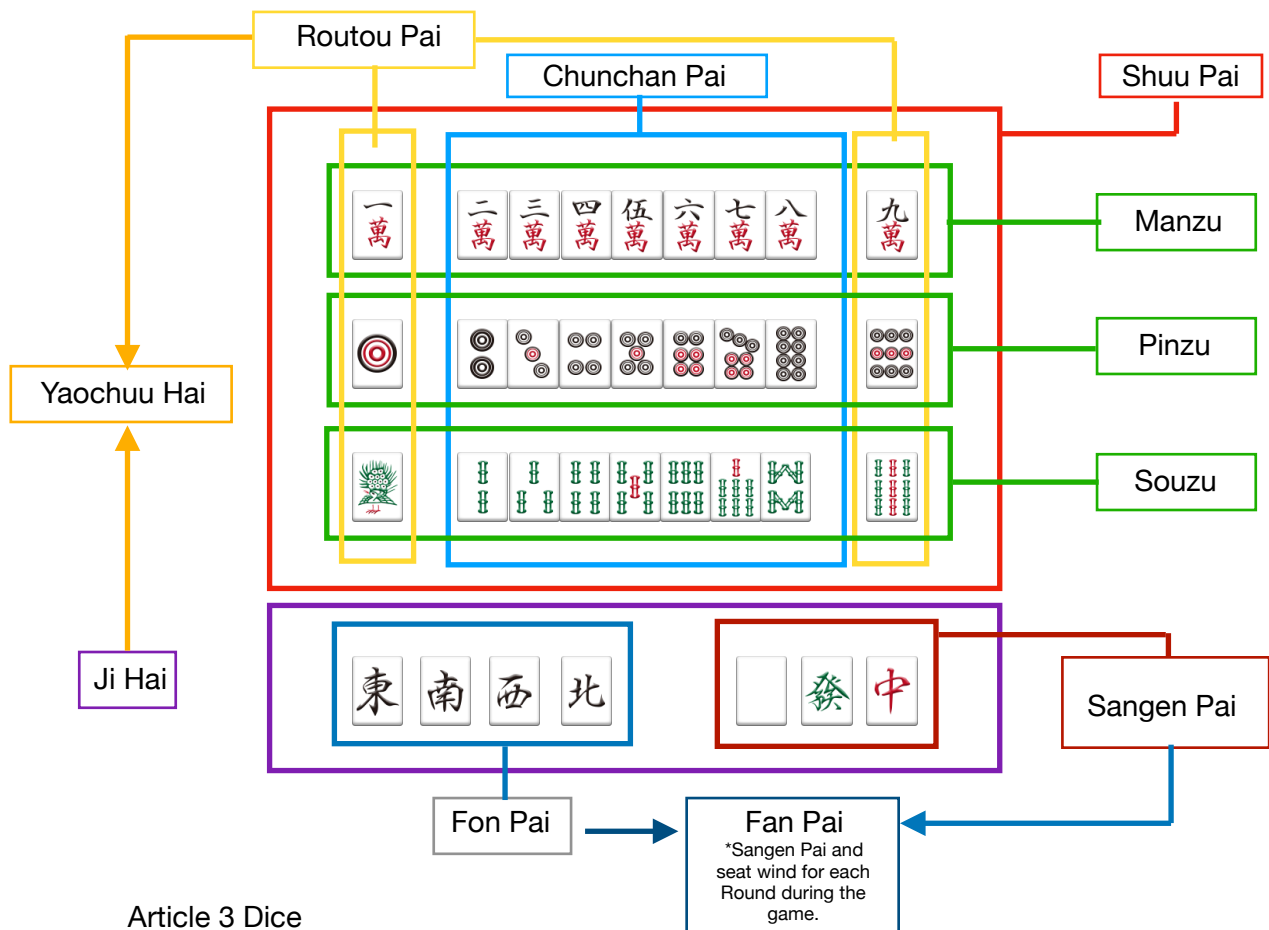 Routou Pai
Chunchan Pai
Shuu Pai
一 二 三 四 伍 六 七 八 九
萬 萬 萬 萬 萬 萬 萬 萬 萬
Manzu
Pinzu
Yaochuu Hai
Souzu
Ji Hai
東 南 西 北 發 中
Sangen Pai
Fon Pai
Fan Pai
*Sangen Pai and
seat wind for each
Round during the
game.
Article 3 Dice